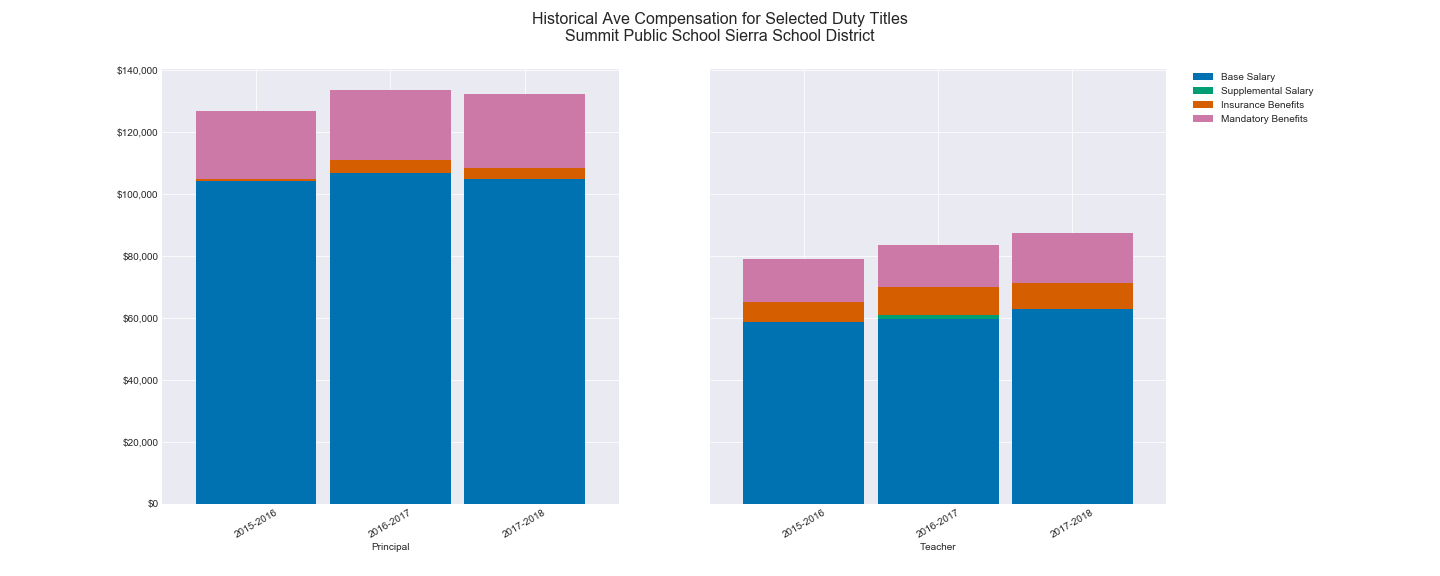 Historical Ave Compensation for Selected Duty Titles
Summit Public School Sierra School District
$140,000
$120,000
$100,000
$80,000
$60,000
$40,000
$20,000
$0
2015-2016
2016-2017
2017-2018
Principal
2015-2016
2016-2017
2017-2018
Teacher
Base Salary
Supplemental Salary
Insurance Benefits
Mandatory Benefits